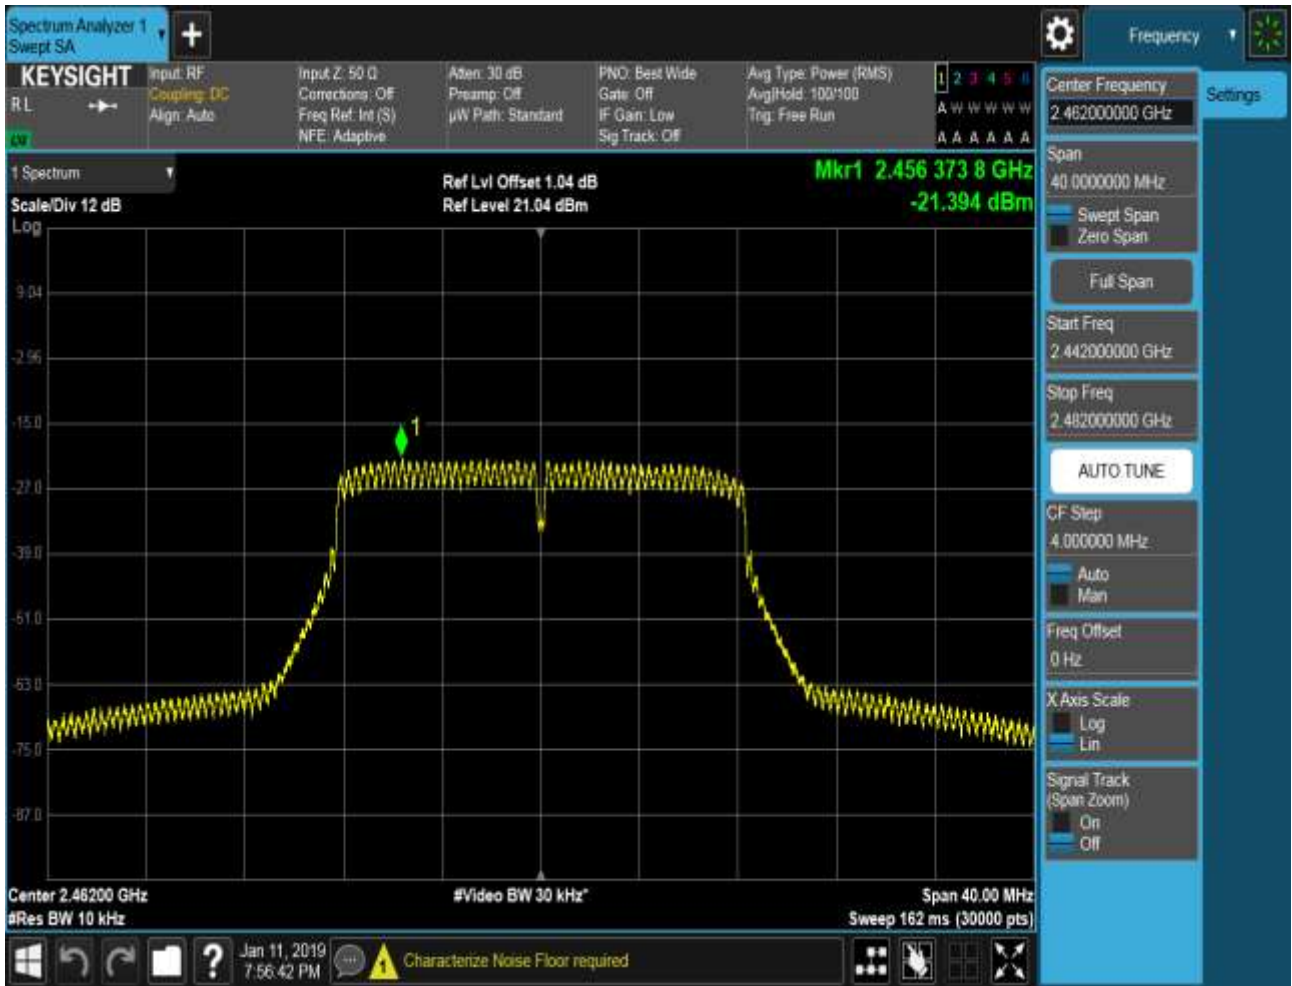 Spectrum Analyzer 1
Swept SA
Frequency
KEYSIGHT
R L
Input: RF
Coupling: DC
Align: Auto
Input Z: 50 Ω
Corrections: Off
Freq Ref: Int (S)
NFE: Adaptive
Atten: 30 dB
Preamp: Off
µW Path: Standard
PNO: Best Wide
Gate: Off
IF Gain: Low
Sig Track: Off
Avg Type: Power (RMS)
Avg|Hold: 100/100
Trig: Free Run
1 2 3 4 5 6
A W W W W W
A A A A A A
1 Spectrum
Scale/Div 12 dB
Log
Ref Lvl Offset 1.04 dB
Ref Level 21.04 dBm
Mkr1 2.456 373 8 GHz
-21.394 dBm
9.04
-2.96
-15.0
1
-27.0
-39.0
-51.0
-63.0
-75.0
-87.0
Center 2.46200 GHz
#Video BW 30 kHz*
Span 40.00 MHz
#Res BW 10 kHz
Sweep 162 ms (30000 pts)
Center Frequency
2.462000000 GHz
Settings
Span
40.0000000 MHz
Swept Span
Zero Span
Full Span
Start Freq
2.442000000 GHz
Stop Freq
2.482000000 GHz
AUTO TUNE
CF Step
4.000000 MHz
Auto
Man
Freq Offset
0 Hz
X Axis Scale
Log
Lin
Signal Track
(Span Zoom)
On
Off
?
Jan 11, 2019
7:56:42 PM
1
Characterize Noise Floor required